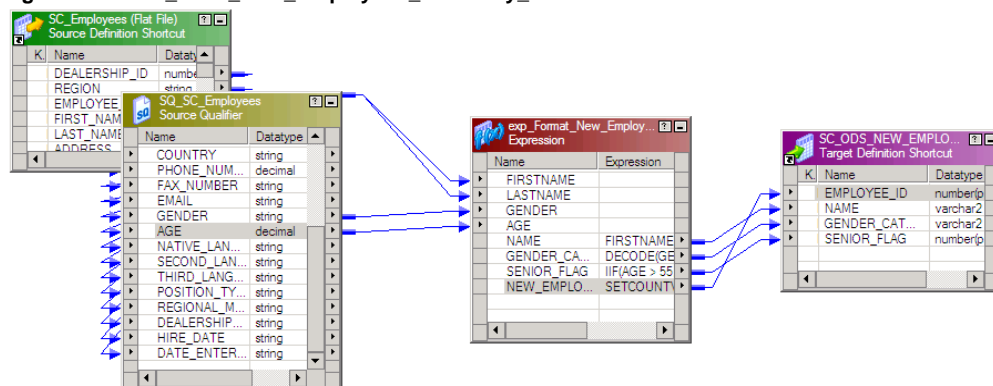 SC_Employees (Flat File)
Source Definition Shortcut
K. Name Dataty
DEALERSHIP_ID numbe
REGION string
EMPLOYEE_
FIRST_NAM
LAST_NAME
ADDRESS
SQ_SC_Employees
Source Qualifier
Name Datatype
COUNTRY string
PHONE_NUM... decimal
FAX_NUMBER string
EMAIL string
GENDER string
AGE decimal
NATIVE_LAN... string
SECOND_LAN... string
THIRD_LANG... string
POSITION_TY... string
REGIONAL_M... string
DEALERSHIP... string
HIRE_DATE string
DATE_ENTER... string
exp_Format_New_Employ...
Expression
Name Expression
FIRSTNAME
LASTNAME
GENDER
AGE
NAME FIRSTNAME
GENDER_CA... DECODE(GE
SENIOR_FLAG IIF(AGE > 55
NEW_EMPLO... SETCOUNTV
SC_ODS_NEW_EMPLO...
Target Definition Shortcut
K. Name Datatype
EMPLOYEE_ID number(p
NAME varchar2
GENDER_CAT... varchar2
SENIOR_FLAG number(p